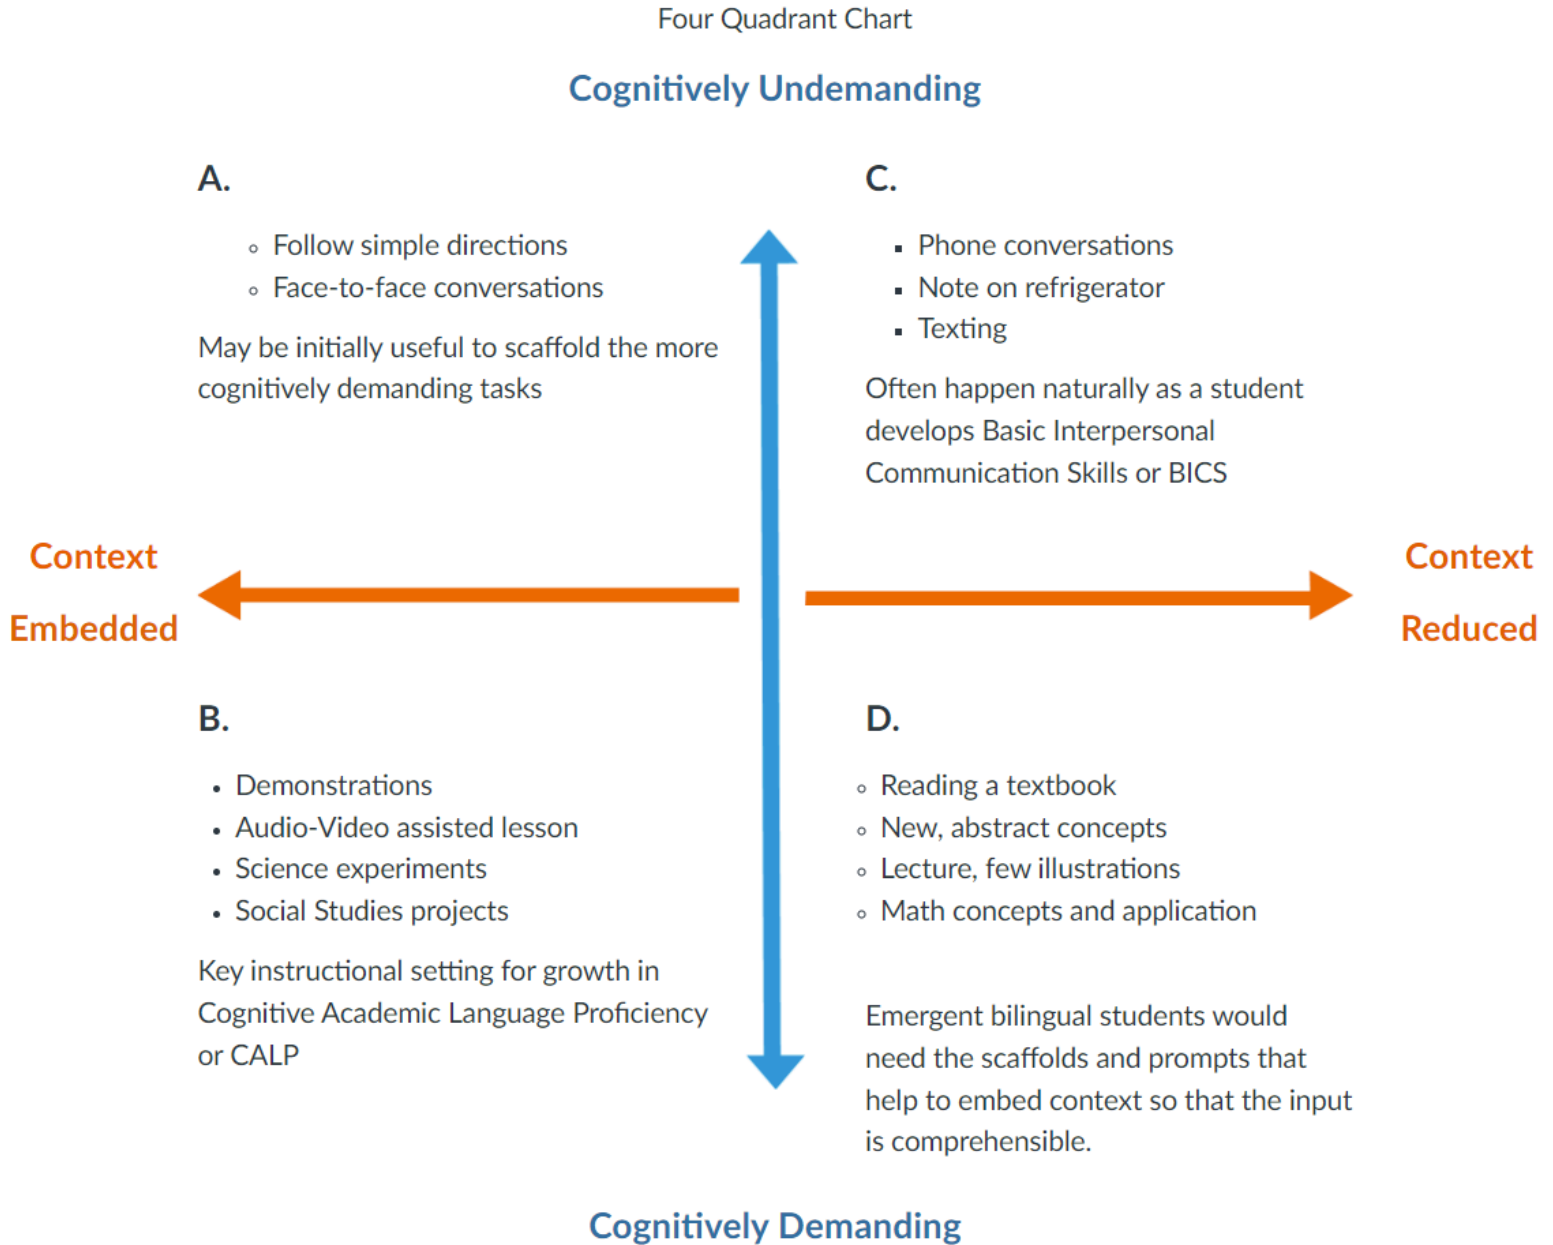 Four Quadrant Chart
Cognitively Undemanding
A.
Follow simple directions
Face-to-face conversations
May be initially useful to scaffold the more
cognitively demanding tasks
C.
Phone conversations
Note on refrigerator
Texting
Often happen naturally as a student
develops Basic Interpersonal
Communication Skills or BICS
Context
Embedded
Context
Reduced
B.
Demonstrations
Audio-Video assisted lesson
Science experiments
Social Studies projects
Key instructional setting for growth in
Cognitive Academic Language Proficiency
or CALP
D.
Reading a textbook
New, abstract concepts
Lecture, few illustrations
Math concepts and application
Emergent bilingual students would
need the scaffolds and prompts that
help to embed context so that the input
is comprehensible.
Cognitively Demanding